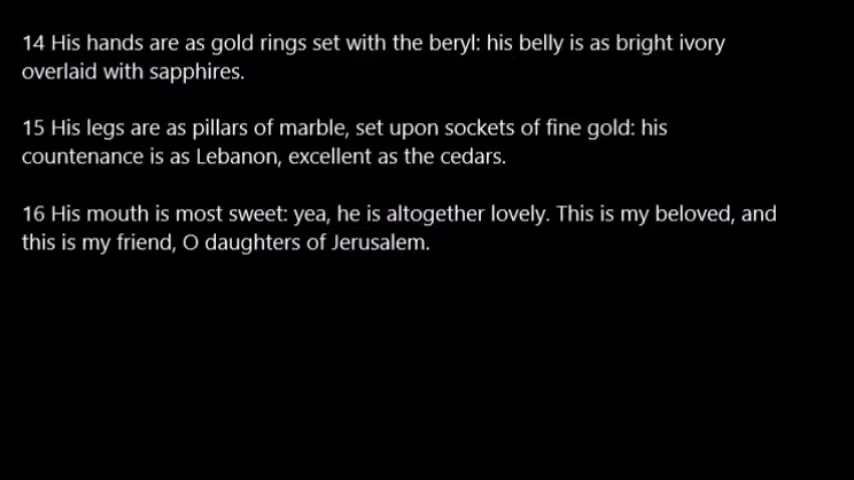 14 His hands are as gold rings set with the beryl: his belly is as bright ivory
overlaid with sapphires.
15 His legs are as pillars of marble, set upon sockets of fine gold: his
countenance is as Lebanon, excellent as the cedars.
16 His mouth is most sweet: yea, he is altogether lovely. This is my beloved, and
this is my friend, O daughters of Jerusalem.